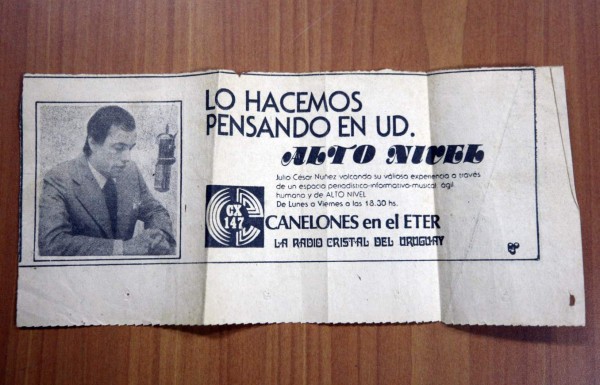 LO HACEMOS
PENSANDO EN UD.
ALTO NIVEL
Julio César Nuñez volcando su valiosa experiencia a través
de un espacio periodístico-informativo-musical, ágil
humano y de ALTO NIVEL
De Lunes a Viernes a las 18.30 hs.
CX
147
CANELONES en el ETER
LA RADIO CRISTAL DEL URUGUAY